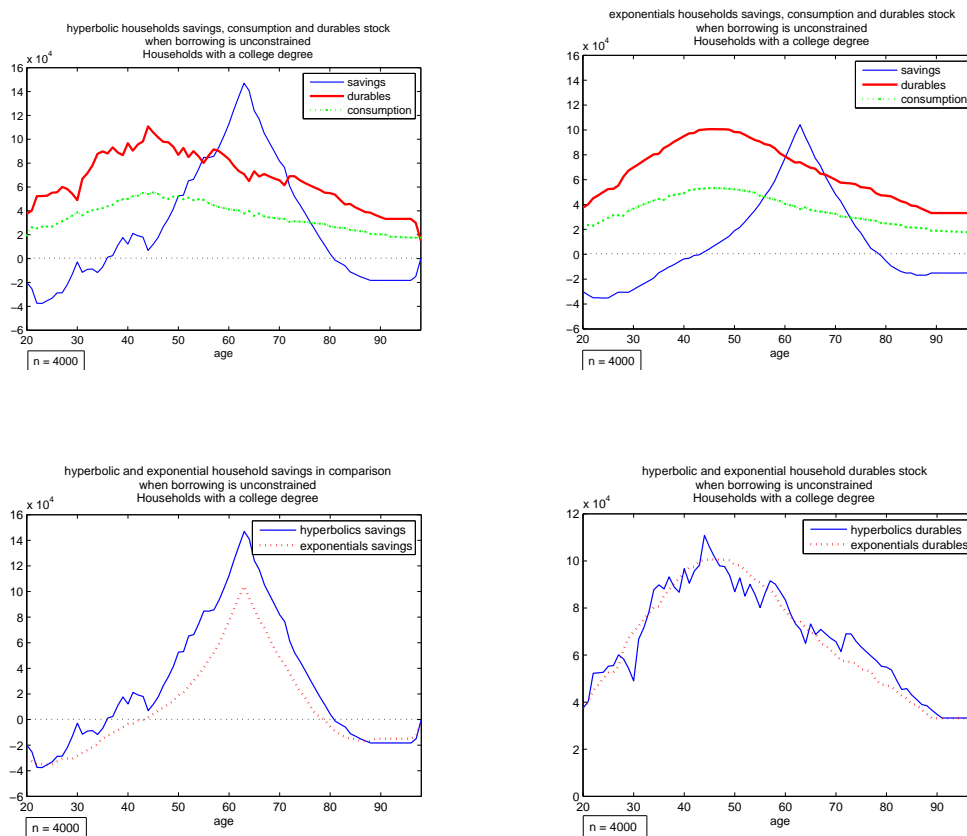 hyperbolic households savings, consumption and durables stock
when borrowing is unconstrained
Households with a college degree
x 10^4
16
14
12
10
8
6
4
2
0
−2
−4
−6
savings
durables
consumption
20 30 40 50 60 70 80 90
age
n = 4000
exponentials households savings, consumption and durables stock
when borrowing is unconstrained
Households with a college degree
x 10^4
16
14
12
10
8
6
4
2
0
−2
−4
−6
savings
durables
consumption
20 30 40 50 60 70 80 90
age
n = 4000
hyperbolic and exponential household savings in comparison
when borrowing is unconstrained
Households with a college degree
x 10^4
16
14
12
10
8
6
4
2
0
−2
−4
−6
hyperbolics savings
exponentials savings
20 30 40 50 60 70 80 90
age
n = 4000
hyperbolic and exponential household durables stock
when borrowing is unconstrained
Households with a college degree
x 10^4
12
10
8
6
4
2
0
hyperbolics durables
exponentials durables
20 30 40 50 60 70 80 90
age
n = 4000